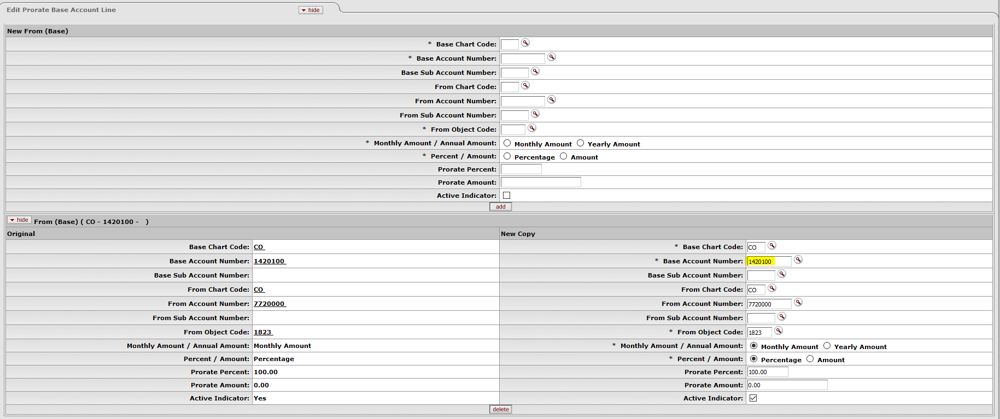 Edit Prorate Base Account Line hide
New From (Base)
* Base Chart Code:
* Base Account Number:
Base Sub Account Number:
From Chart Code:
From Account Number:
From Sub Account Number:
* From Object Code:
* Monthly Amount / Annual Amount: Monthly Amount Yearly Amount
* Percent / Amount: Percentage Amount
Prorate Percent:
Prorate Amount:
Active Indicator:
add
hide From (Base) ( CO - 1420100 - )
Original New Copy
Base Chart Code: CO * Base Chart Code: CO
Base Account Number: 1420100 * Base Account Number: 1420100
Base Sub Account Number: Base Sub Account Number:
From Chart Code: CO From Chart Code: CO
From Account Number: 7720000 From Account Number: 7720000
From Sub Account Number: From Sub Account Number:
From Object Code: 1823 * From Object Code: 1823
Monthly Amount / Annual Amount: Monthly Amount * Monthly Amount / Annual Amount: Monthly Amount Yearly Amount
Percent / Amount: Percentage * Percent / Amount: Percentage Amount
Prorate Percent: 100.00 Prorate Percent: 100.00
Prorate Amount: 0.00 Prorate Amount: 0.00
Active Indicator: Yes Active Indicator:
delete